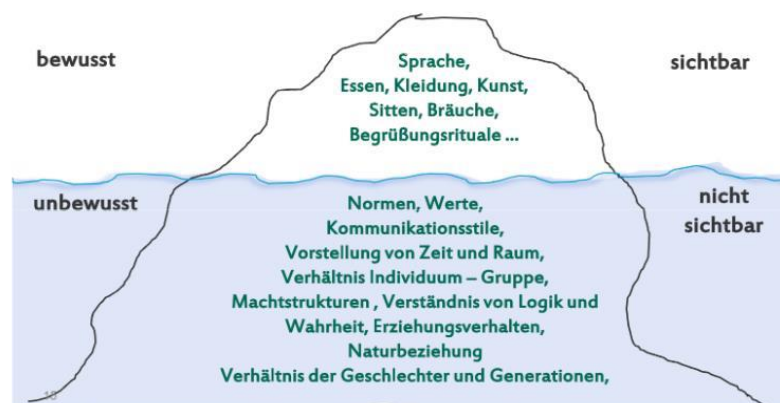 bewusst
sichtbar
Sprache,
Essen, Kleidung, Kunst,
Sitten, Bräuche,
Begrüßungsrituale ...
unbewusst
nicht
sichtbar
Normen, Werte,
Kommunikationsstile,
Vorstellung von Zeit und Raum,
Verhältnis Individuum – Gruppe,
Machtstrukturen , Verständnis von Logik und
Wahrheit, Erziehungsverhalten,
Naturbeziehung
Verhältnis der Geschlechter und Generationen,